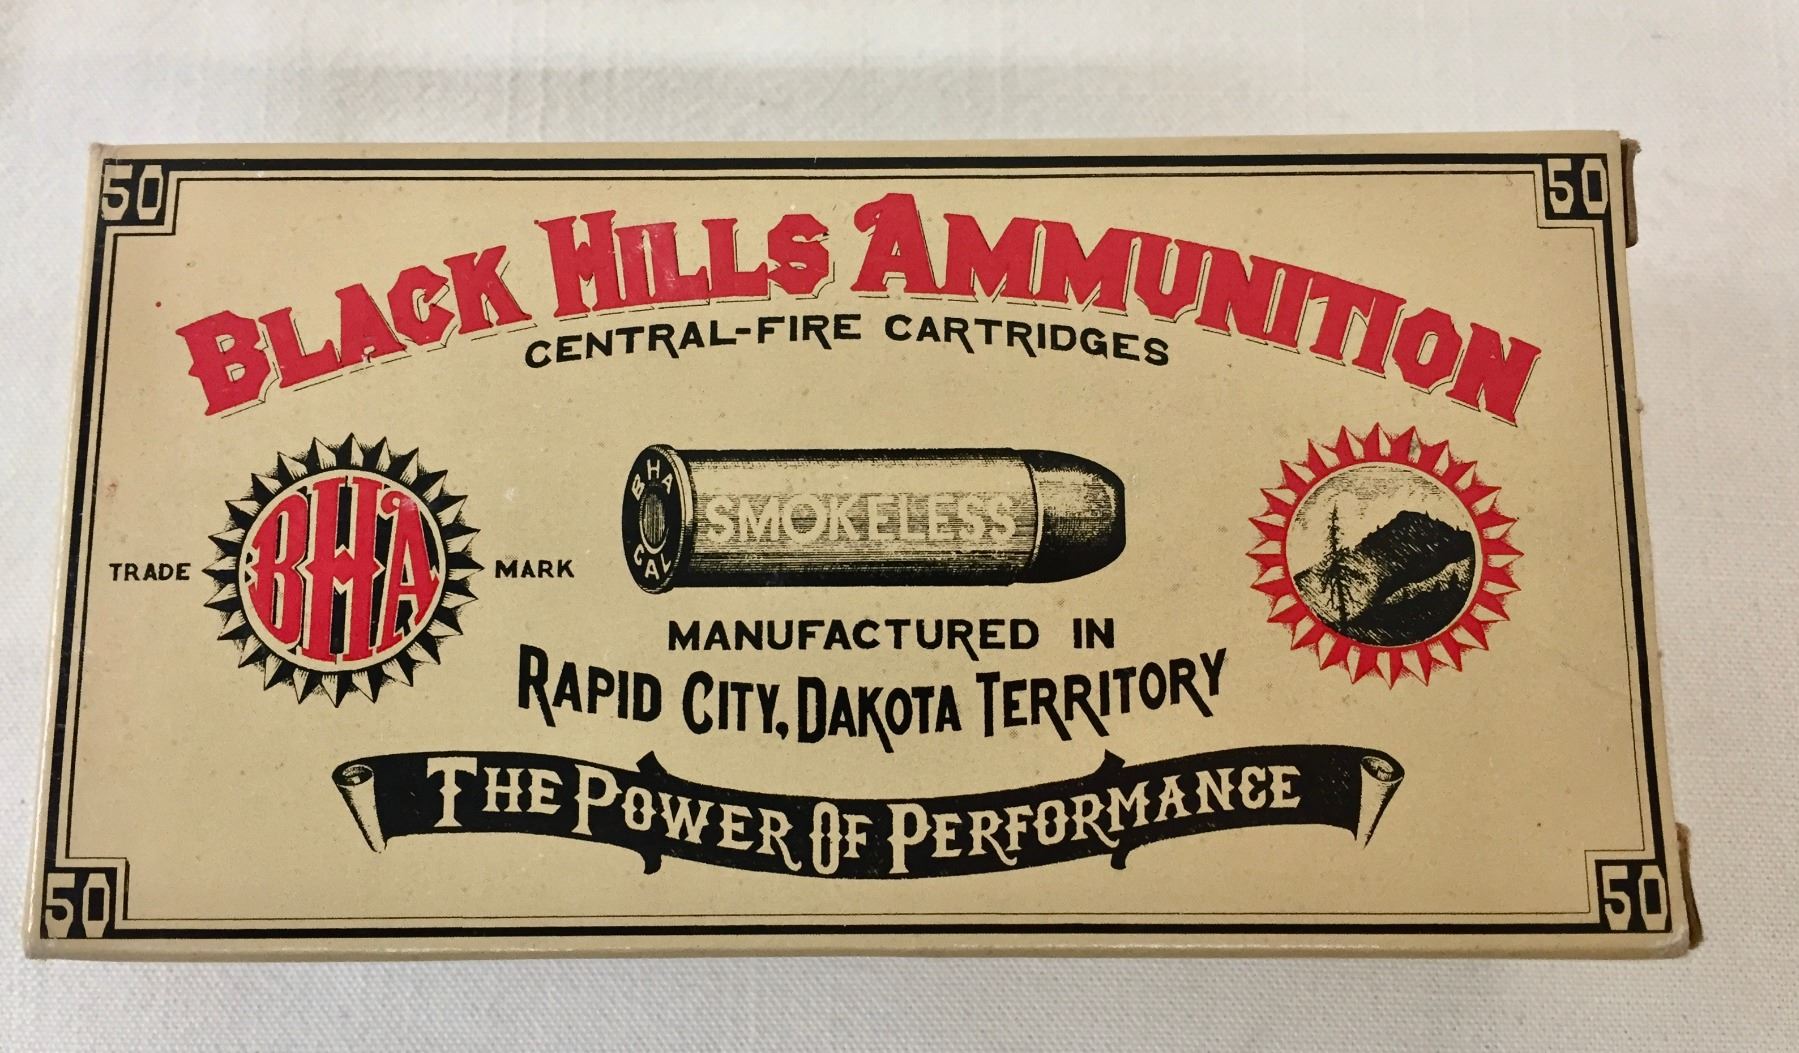 50 50
BLACK HILLS AMMUNITION
CENTRAL-FIRE CARTRIDGES
BHA
TRADE MARK
BHA
CAL
SMOKELESS
MANUFACTURED IN
RAPID CITY, DAKOTA TERRITORY
THE POWER OF PERFORMANCE
50 50